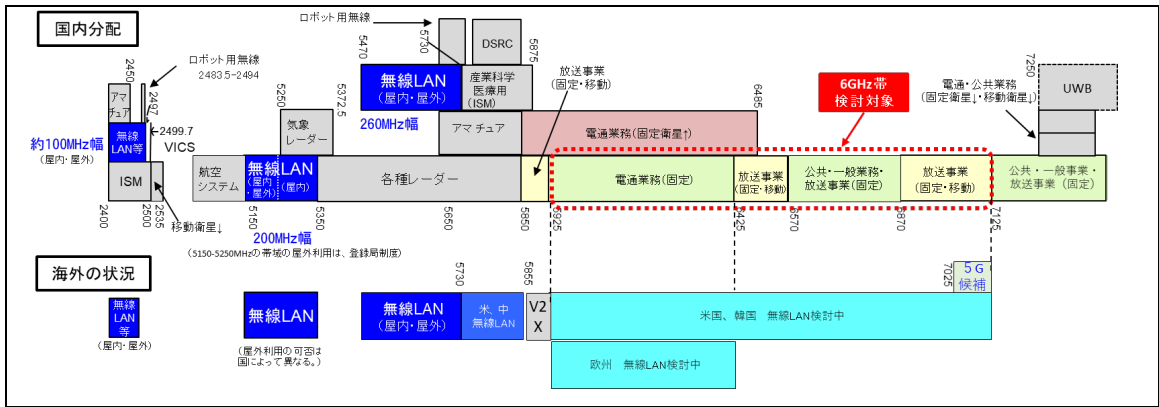 国内分配
ロボット用無線
2483.5-2494
2450
2497
アマ
チュア
2499.7
VICS
約100MHz幅
(屋内・屋外)
無線
LAN等
ISM
2400
2500
2535
移動衛星↓
航空
システム
5250
5372.5
気象
レーダー
無線LAN
(屋内
・屋外)
(屋内)
5150
5350
200MHz幅
(5150-5250MHzの帯域の屋外利用は、登録局制度)
各種レーダー
ロボット用無線
5470
5730
DSRC
5875
無線LAN
(屋内・屋外)
260MHz幅
産業科学
医療用
(ISM)
アマチュア
放送事業
(固定・移動)
電通業務(固定衛星↑)
6485
5650
5850
5925
電通業務(固定)
6GHz帯
検討対象
放送事業
(固定・移動)
6425
6570
公共・一般業務・
放送事業(固定)
放送事業
(固定・移動)
6870
7125
電通・公共業務
(固定衛星↓・移動衛星↓)
7250
UWB
公共・一般事業・
放送事業(固定)
海外の状況
無線
LAN
等
(屋内・屋外)
無線LAN
(屋外利用の可否は
国によって異なる。)
無線LAN
(屋内・屋外)
5730
米、中
無線LAN
5855
V2
X
米国、韓国 無線LAN検討中
7025
5G
候補
欧州 無線LAN検討中